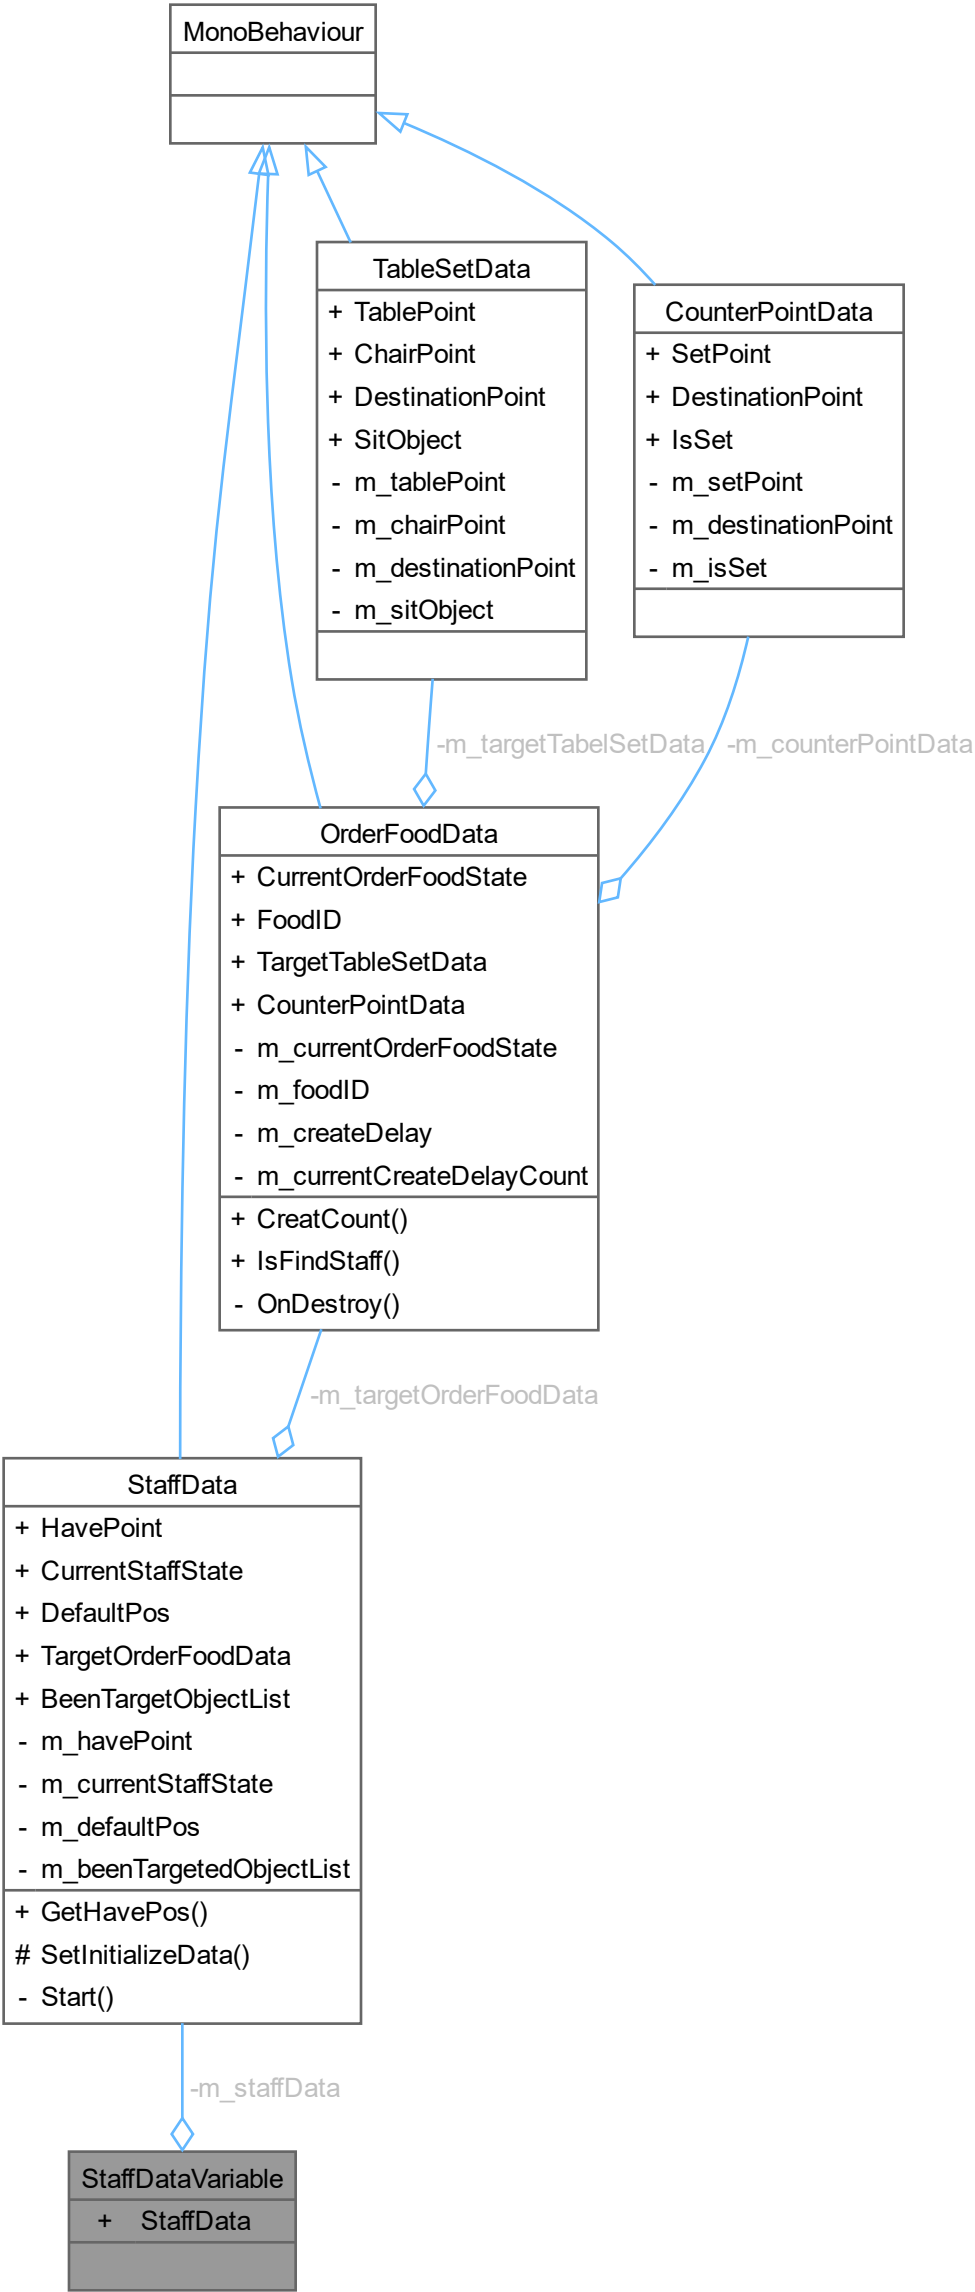 MonoBehaviour
TableSetData
+ TablePoint
+ ChairPoint
+ DestinationPoint
+ SitObject
- m_tablePoint
- m_chairPoint
- m_destinationPoint
- m_sitObject
CounterPointData
+ SetPoint
+ DestinationPoint
+ IsSet
- m_setPoint
- m_destinationPoint
- m_isSet
-m_targetTabelSetData
-m_counterPointData
OrderFoodData
+ CurrentOrderFoodState
+ FoodID
+ TargetTableSetData
+ CounterPointData
- m_currentOrderFoodState
- m_foodID
- m_createDelay
- m_currentCreateDelayCount
+ CreatCount()
+ IsFindStaff()
- OnDestroy()
-m_targetOrderFoodData
StaffData
+ HavePoint
+ CurrentStaffState
+ DefaultPos
+ TargetOrderFoodData
+ BeenTargetObjectList
- m_havePoint
- m_currentStaffState
- m_defaultPos
- m_beenTargetedObjectList
+ GetHavePos()
# SetInitializeData()
- Start()
-m_staffData
StaffDataVariable
+ StaffData